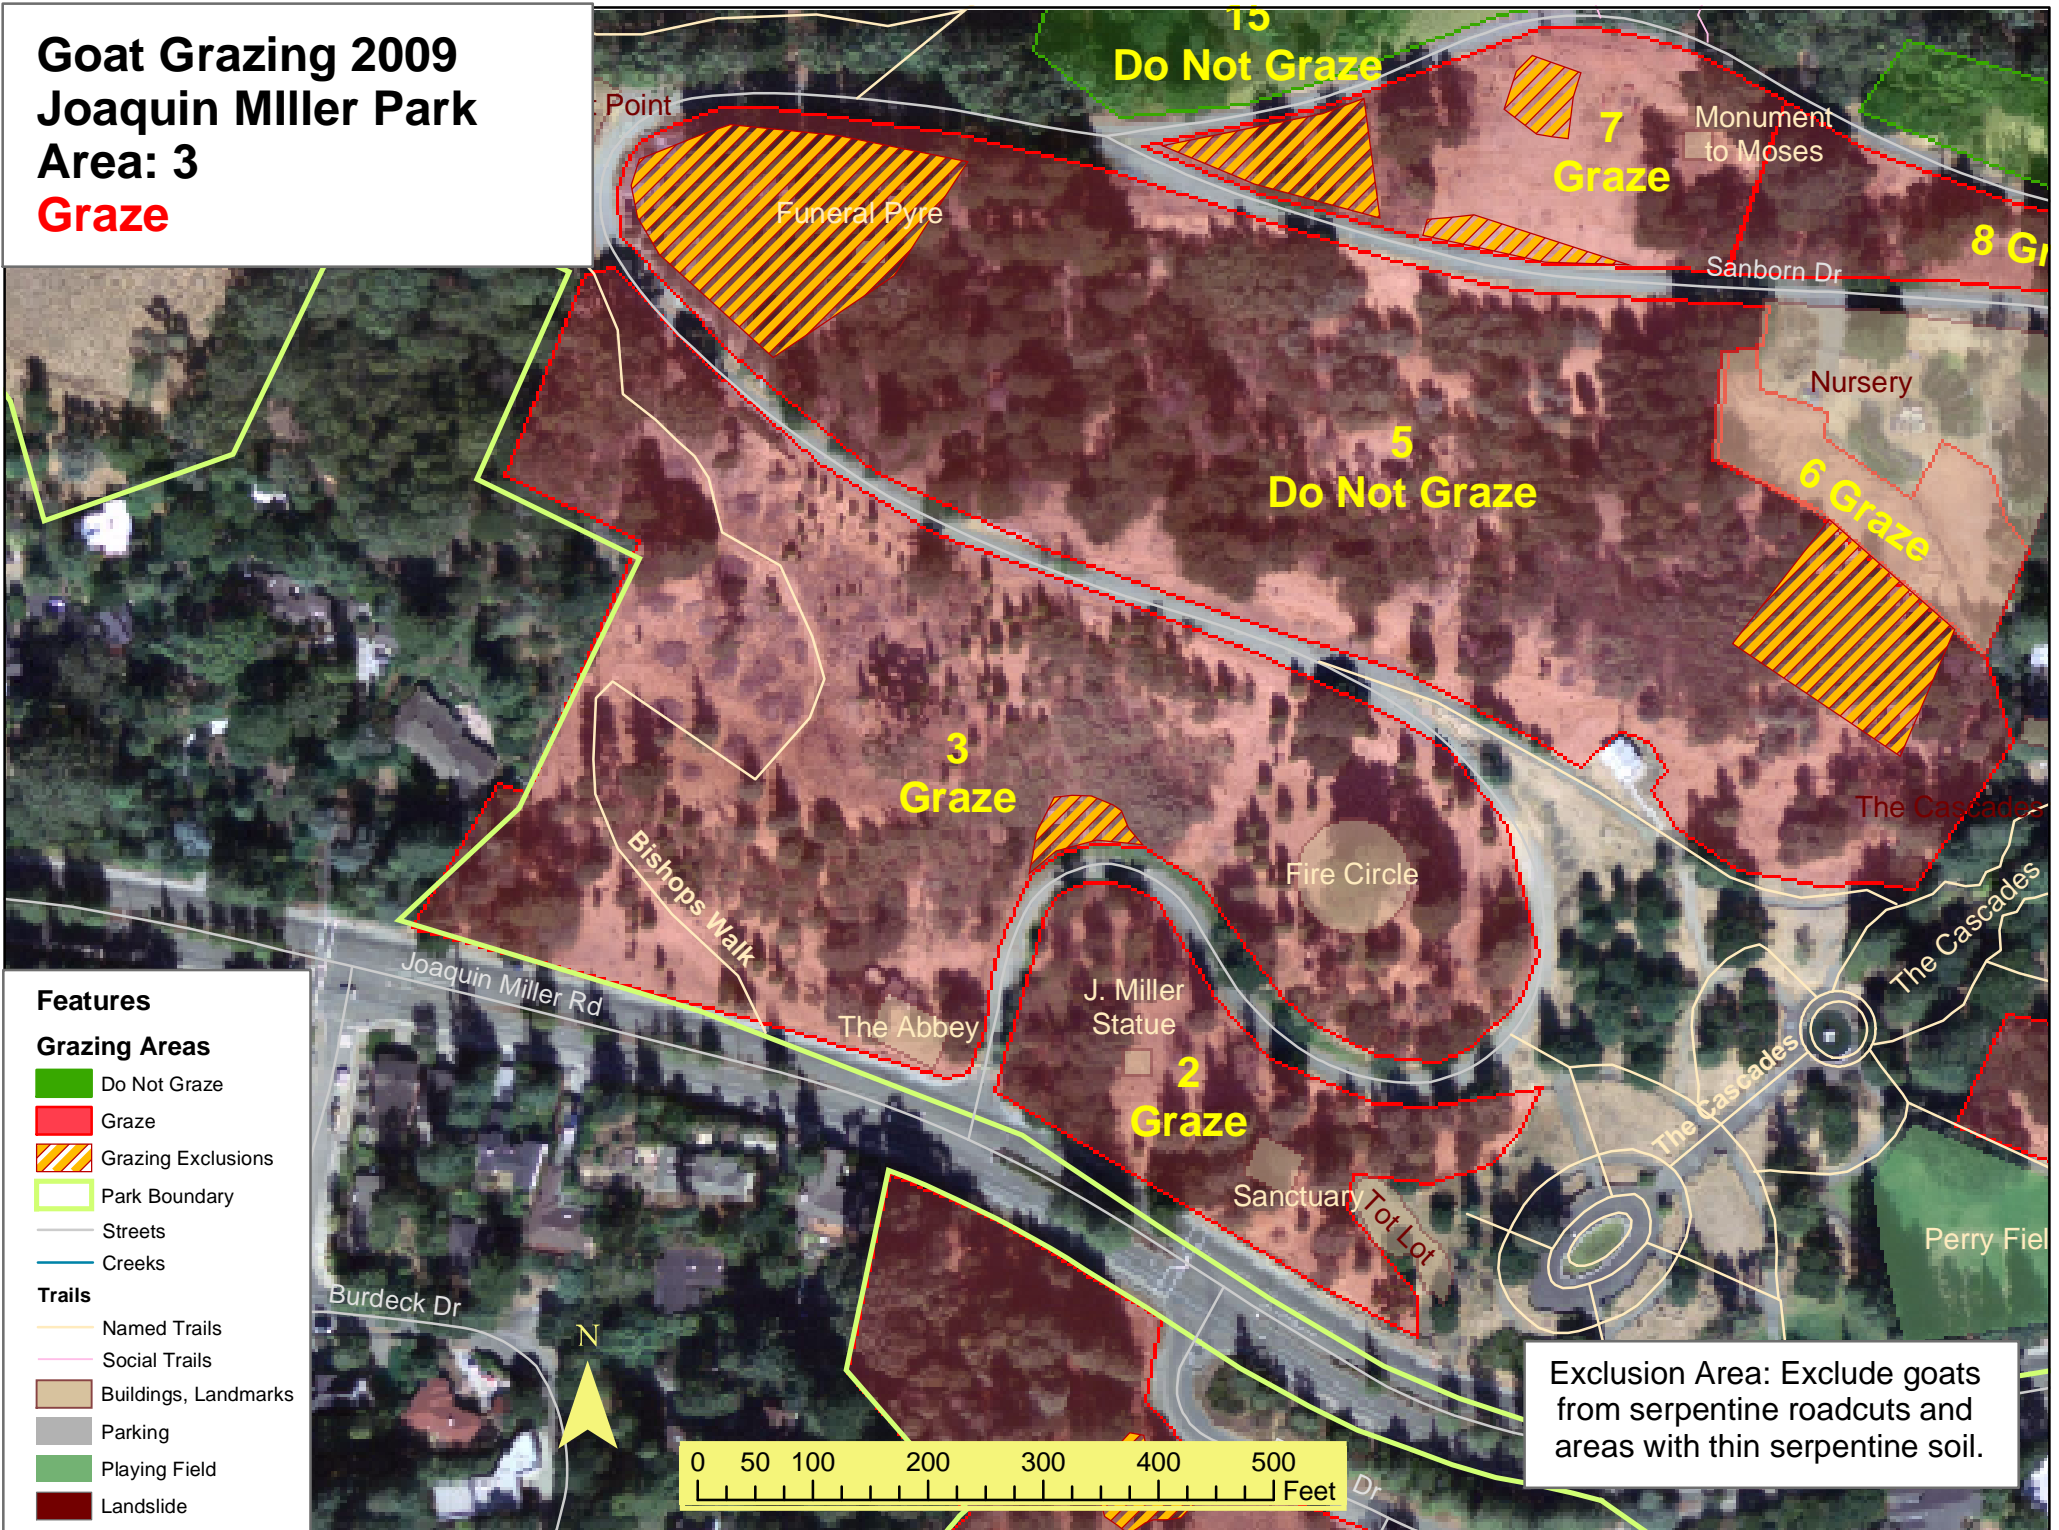 Goat Grazing 2009
Joaquin MIller Park
Area: 3
Graze
15
Do Not Graze
Point
7
Graze
Monument
to Moses
8 Gr
Funeral Pyre
Sanborn Dr
Nursery
5
Do Not Graze
6 Graze
3
Graze
The Cascades
Bishops Walk
Fire Circle
The Cascades
Joaquin Miller Rd
The Abbey
J. Miller
Statue
2
Graze
The Cascades
Sanctuary
Tot Lot
Perry Fiel
Features
Grazing Areas
Do Not Graze
Graze
Grazing Exclusions
Park Boundary
Streets
Creeks
Trails
Named Trails
Social Trails
Buildings, Landmarks
Parking
Playing Field
Landslide
Burdeck Dr
N
0 50 100 200 300 400 500
Feet
Dr
Exclusion Area: Exclude goats
from serpentine roadcuts and
areas with thin serpentine soil.